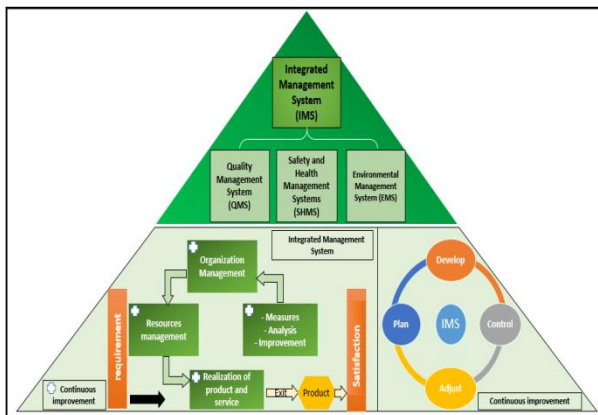 Integrated
Management
System
(IMS)
Quality
Management
System
(QMS)
Safety and
Health
Management
Systems
(SHMS)
Environmental
Management
System (EMS)
Integrated Management
System
Organization
Management
Resources
management
- Measures
- Analysis
- Improvement
Realization of
product and
service
requirement
Satisfaction
Exit
Product
Continuous
improvement
Develop
Plan
IMS
Control
Adjust
Continuous improvement